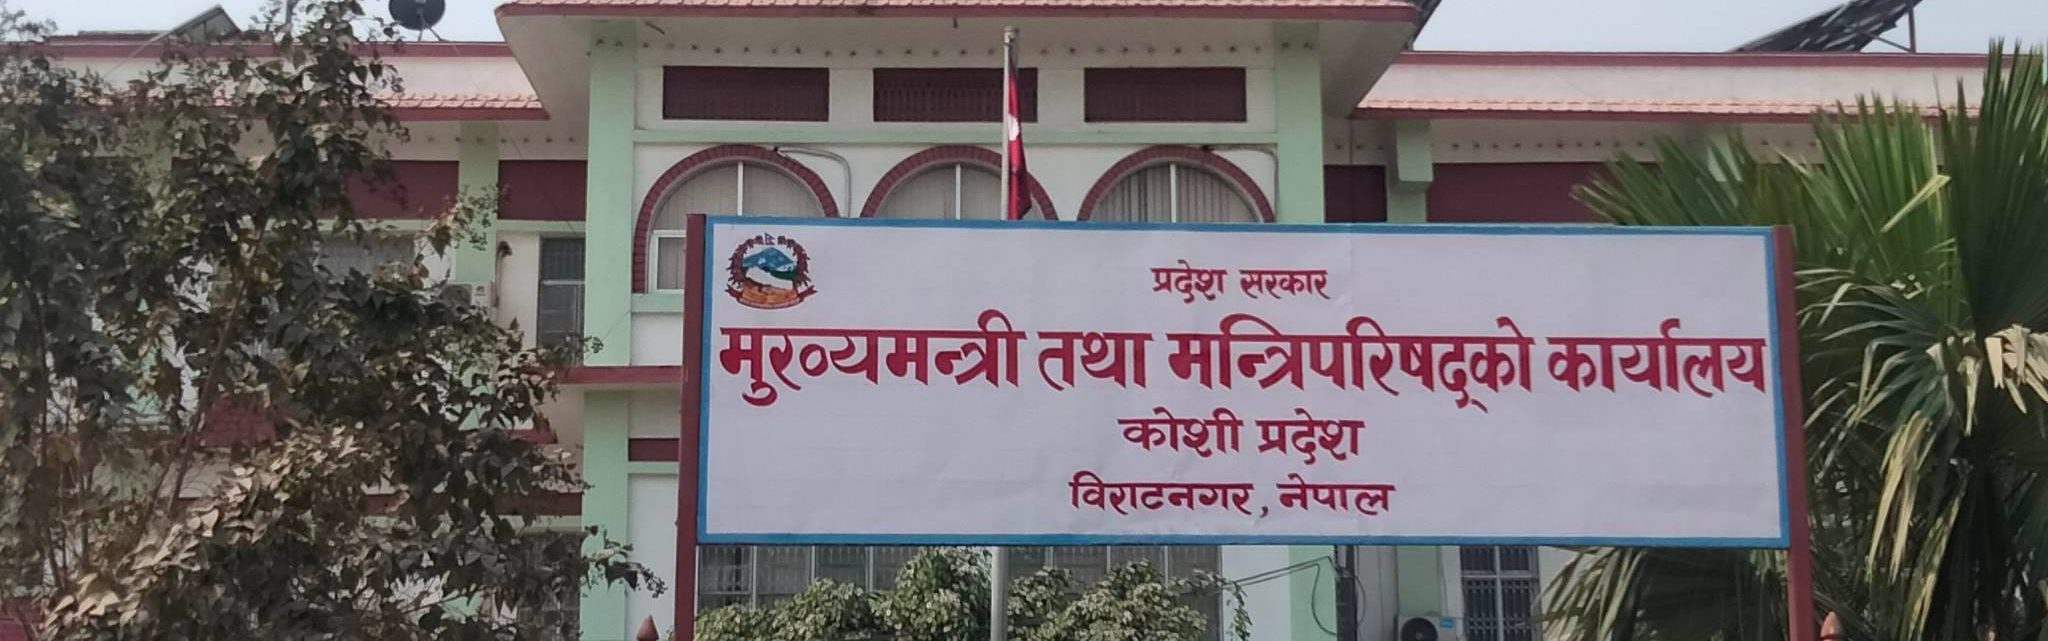 प्रदेश सरकार
मुख्यमन्त्री तथा मन्त्रिपरिषद्को कार्यालय
कोशी प्रदेश
विराटनगर, नेपाल